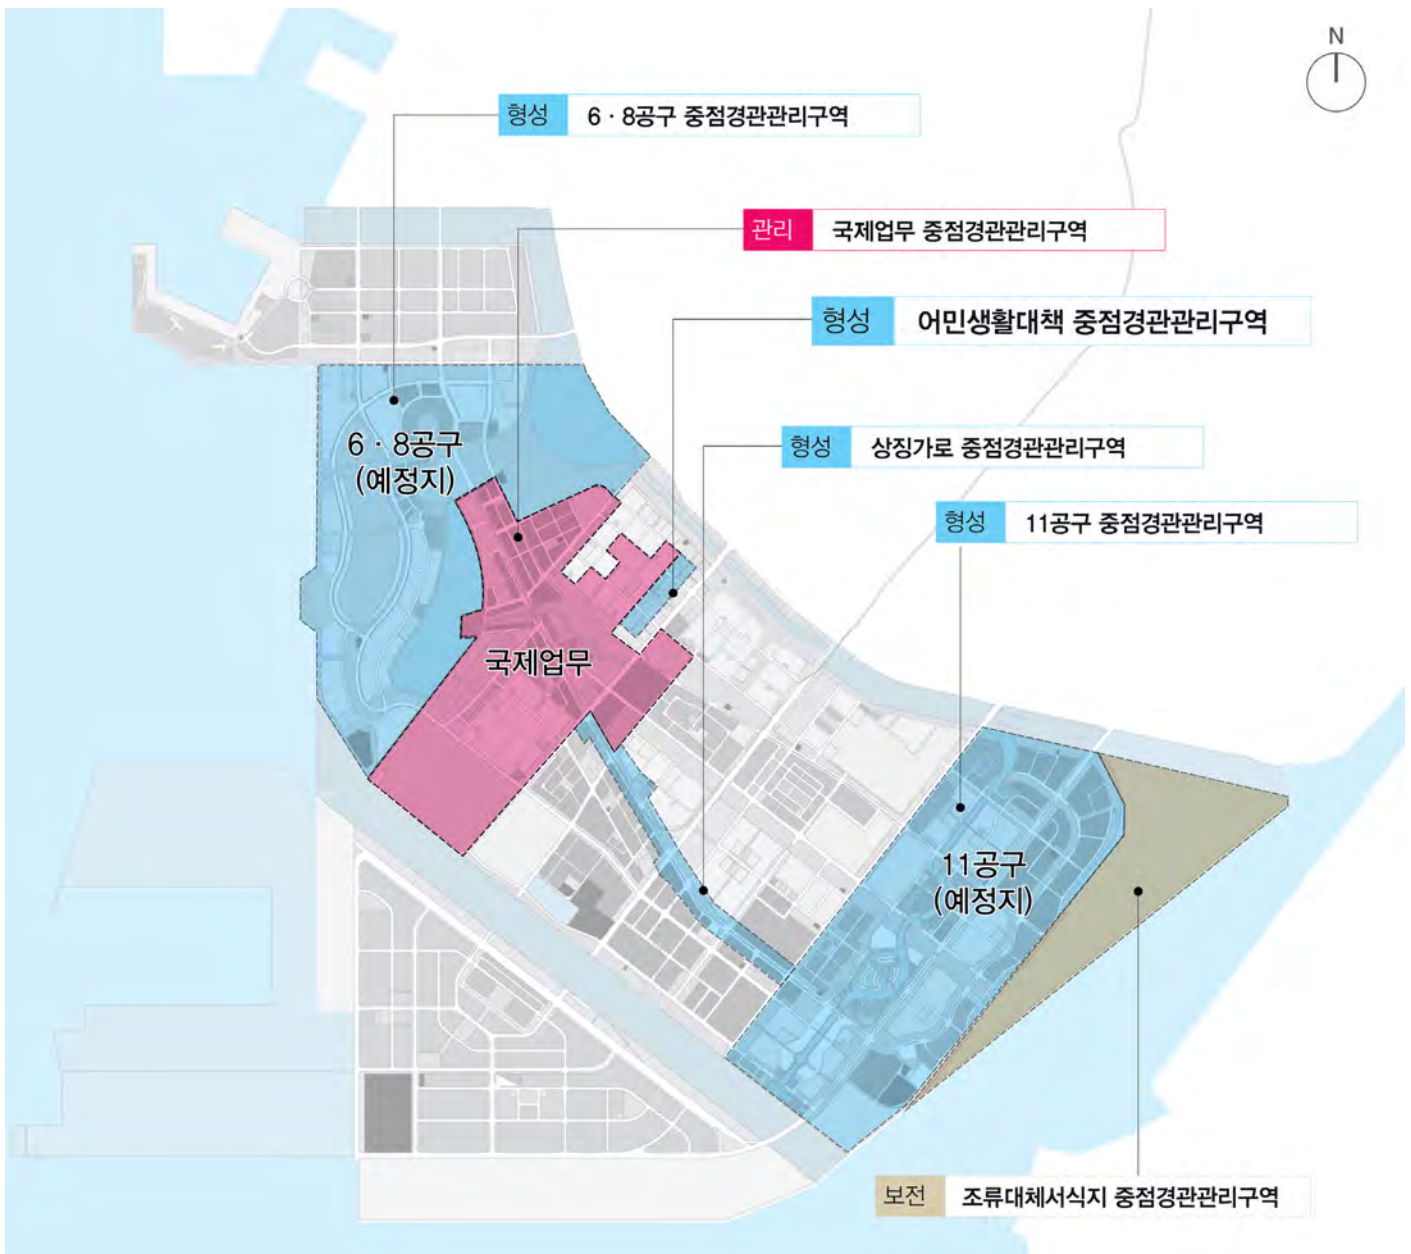 N
형성 6 · 8공구 중점경관관리구역
관리 국제업무 중점경관관리구역
형성 어민생활대책 중점경관관리구역
6 · 8공구
(예정지)
형성 상징가로 중점경관관리구역
형성 11공구 중점경관관리구역
국제업무
11공구
(예정지)
보전 조류대체서식지 중점경관관리구역